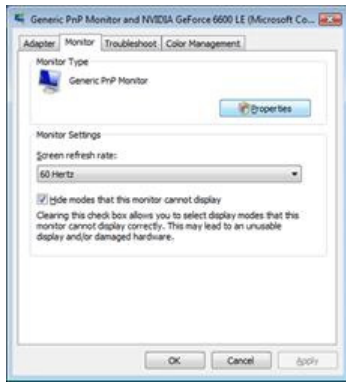 Generic PnP Monitor and NVIDIA GeForce 6600 LE (Microsoft Co...
Adapter Monitor Troubleshoot Color Management
Monitor Type
Generic PnP Monitor
Properties
Monitor Settings
Screen refresh rate:
60 Hertz
Hide modes that this monitor cannot display
Clearing this check box allows you to select display modes that this
monitor cannot display correctly. This may lead to an unusable
display and/or damaged hardware.
OK Cancel Apply